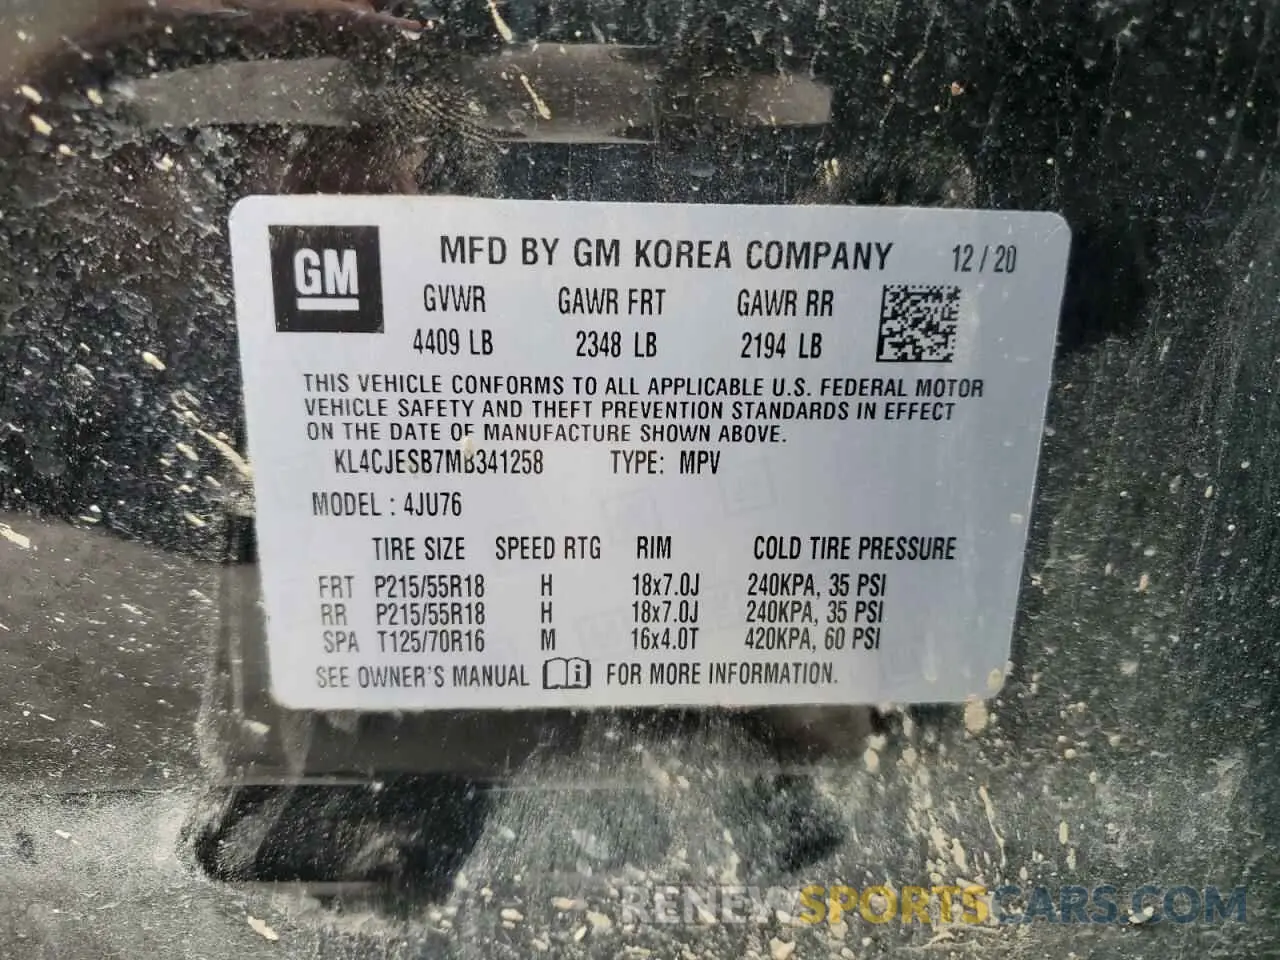 GM
MFD BY GM KOREA COMPANY 12/20
GVWR GAWR FRT GAWR RR
4409 LB 2348 LB 2194 LB
THIS VEHICLE CONFORMS TO ALL APPLICABLE U.S. FEDERAL MOTOR
VEHICLE SAFETY AND THEFT PREVENTION STANDARDS IN EFFECT
ON THE DATE OF MANUFACTURE SHOWN ABOVE.
KL4CJESB7MB341258 TYPE: MPV
MODEL : 4JU76
TIRE SIZE SPEED RTG RIM COLD TIRE PRESSURE
FRT P215/55R18 H 18x7.0J 240KPA, 35 PSI
RR P215/55R18 H 18x7.0J 240KPA, 35 PSI
SPA T125/70R16 M 16x4.0T 420KPA, 60 PSI
SEE OWNER'S MANUAL FOR MORE INFORMATION.
RENEWSPORTSCARS.COM